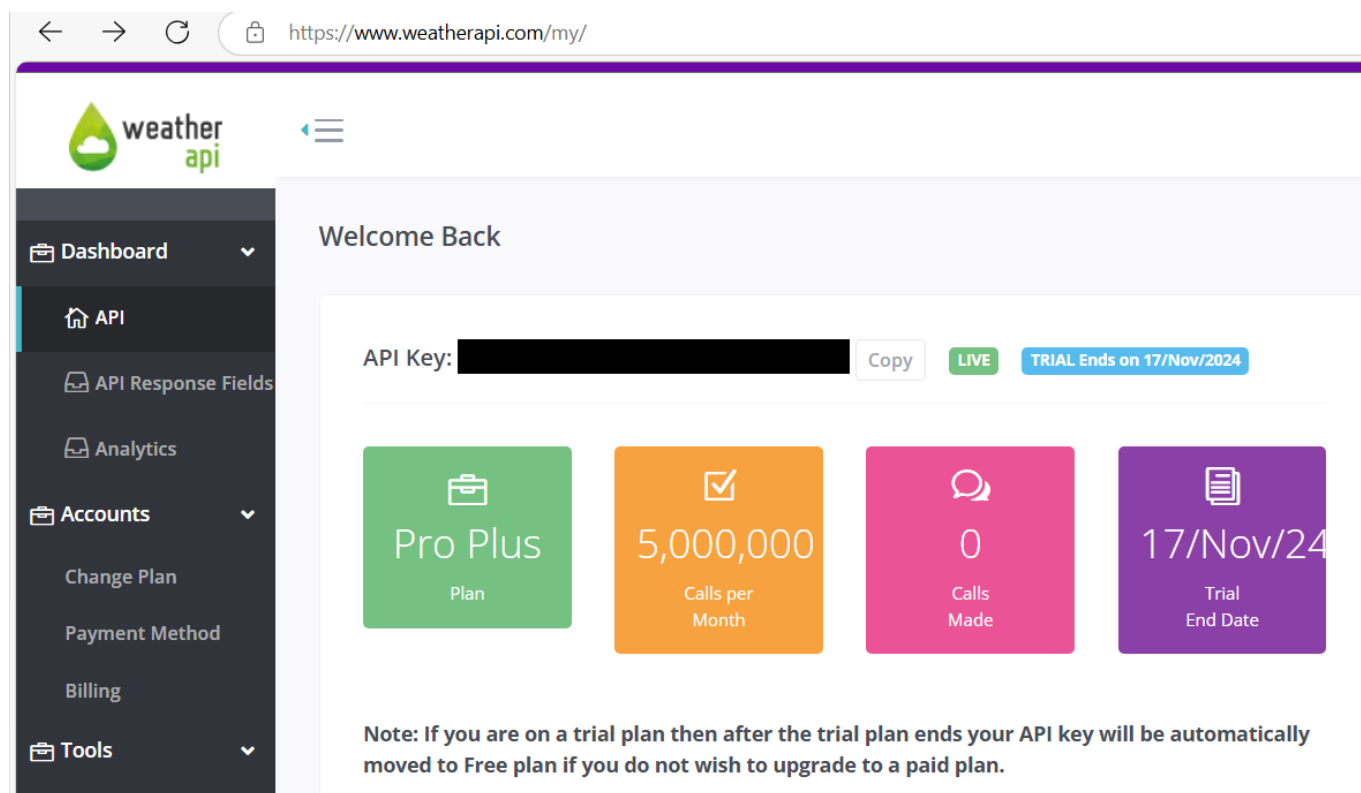 https://www.weatherapi.com/my/
weather
api
Dashboard
API
API Response Fields
Analytics
Accounts
Change Plan
Payment Method
Billing
Tools
Welcome Back
API Key:
Copy
LIVE
TRIAL Ends on 17/Nov/2024
Pro Plus
Plan
5,000,000
Calls per
Month
0
Calls
Made
17/Nov/24
Trial
End Date
Note: If you are on a trial plan then after the trial plan ends your API key will be automatically
moved to Free plan if you do not wish to upgrade to a paid plan.